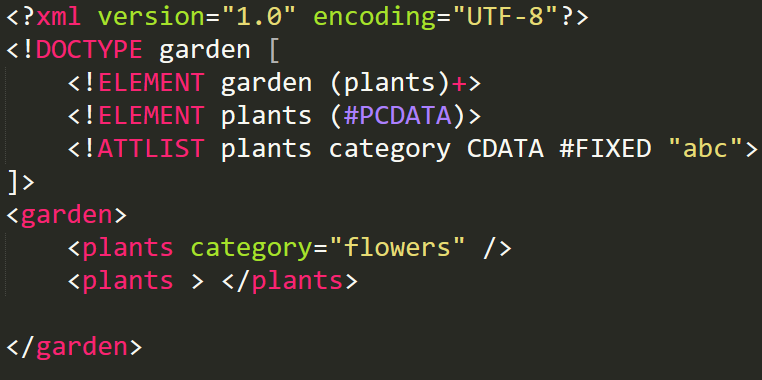 <?xml version="1.0" encoding="UTF-8"?>
<!DOCTYPE garden [
    <!ELEMENT garden (plants)+>
    <!ELEMENT plants (#PCDATA)>
    <!ATTLIST plants category CDATA #FIXED "abc">
]>
<garden>
    <plants category="flowers" />
    <plants > </plants>

</garden>